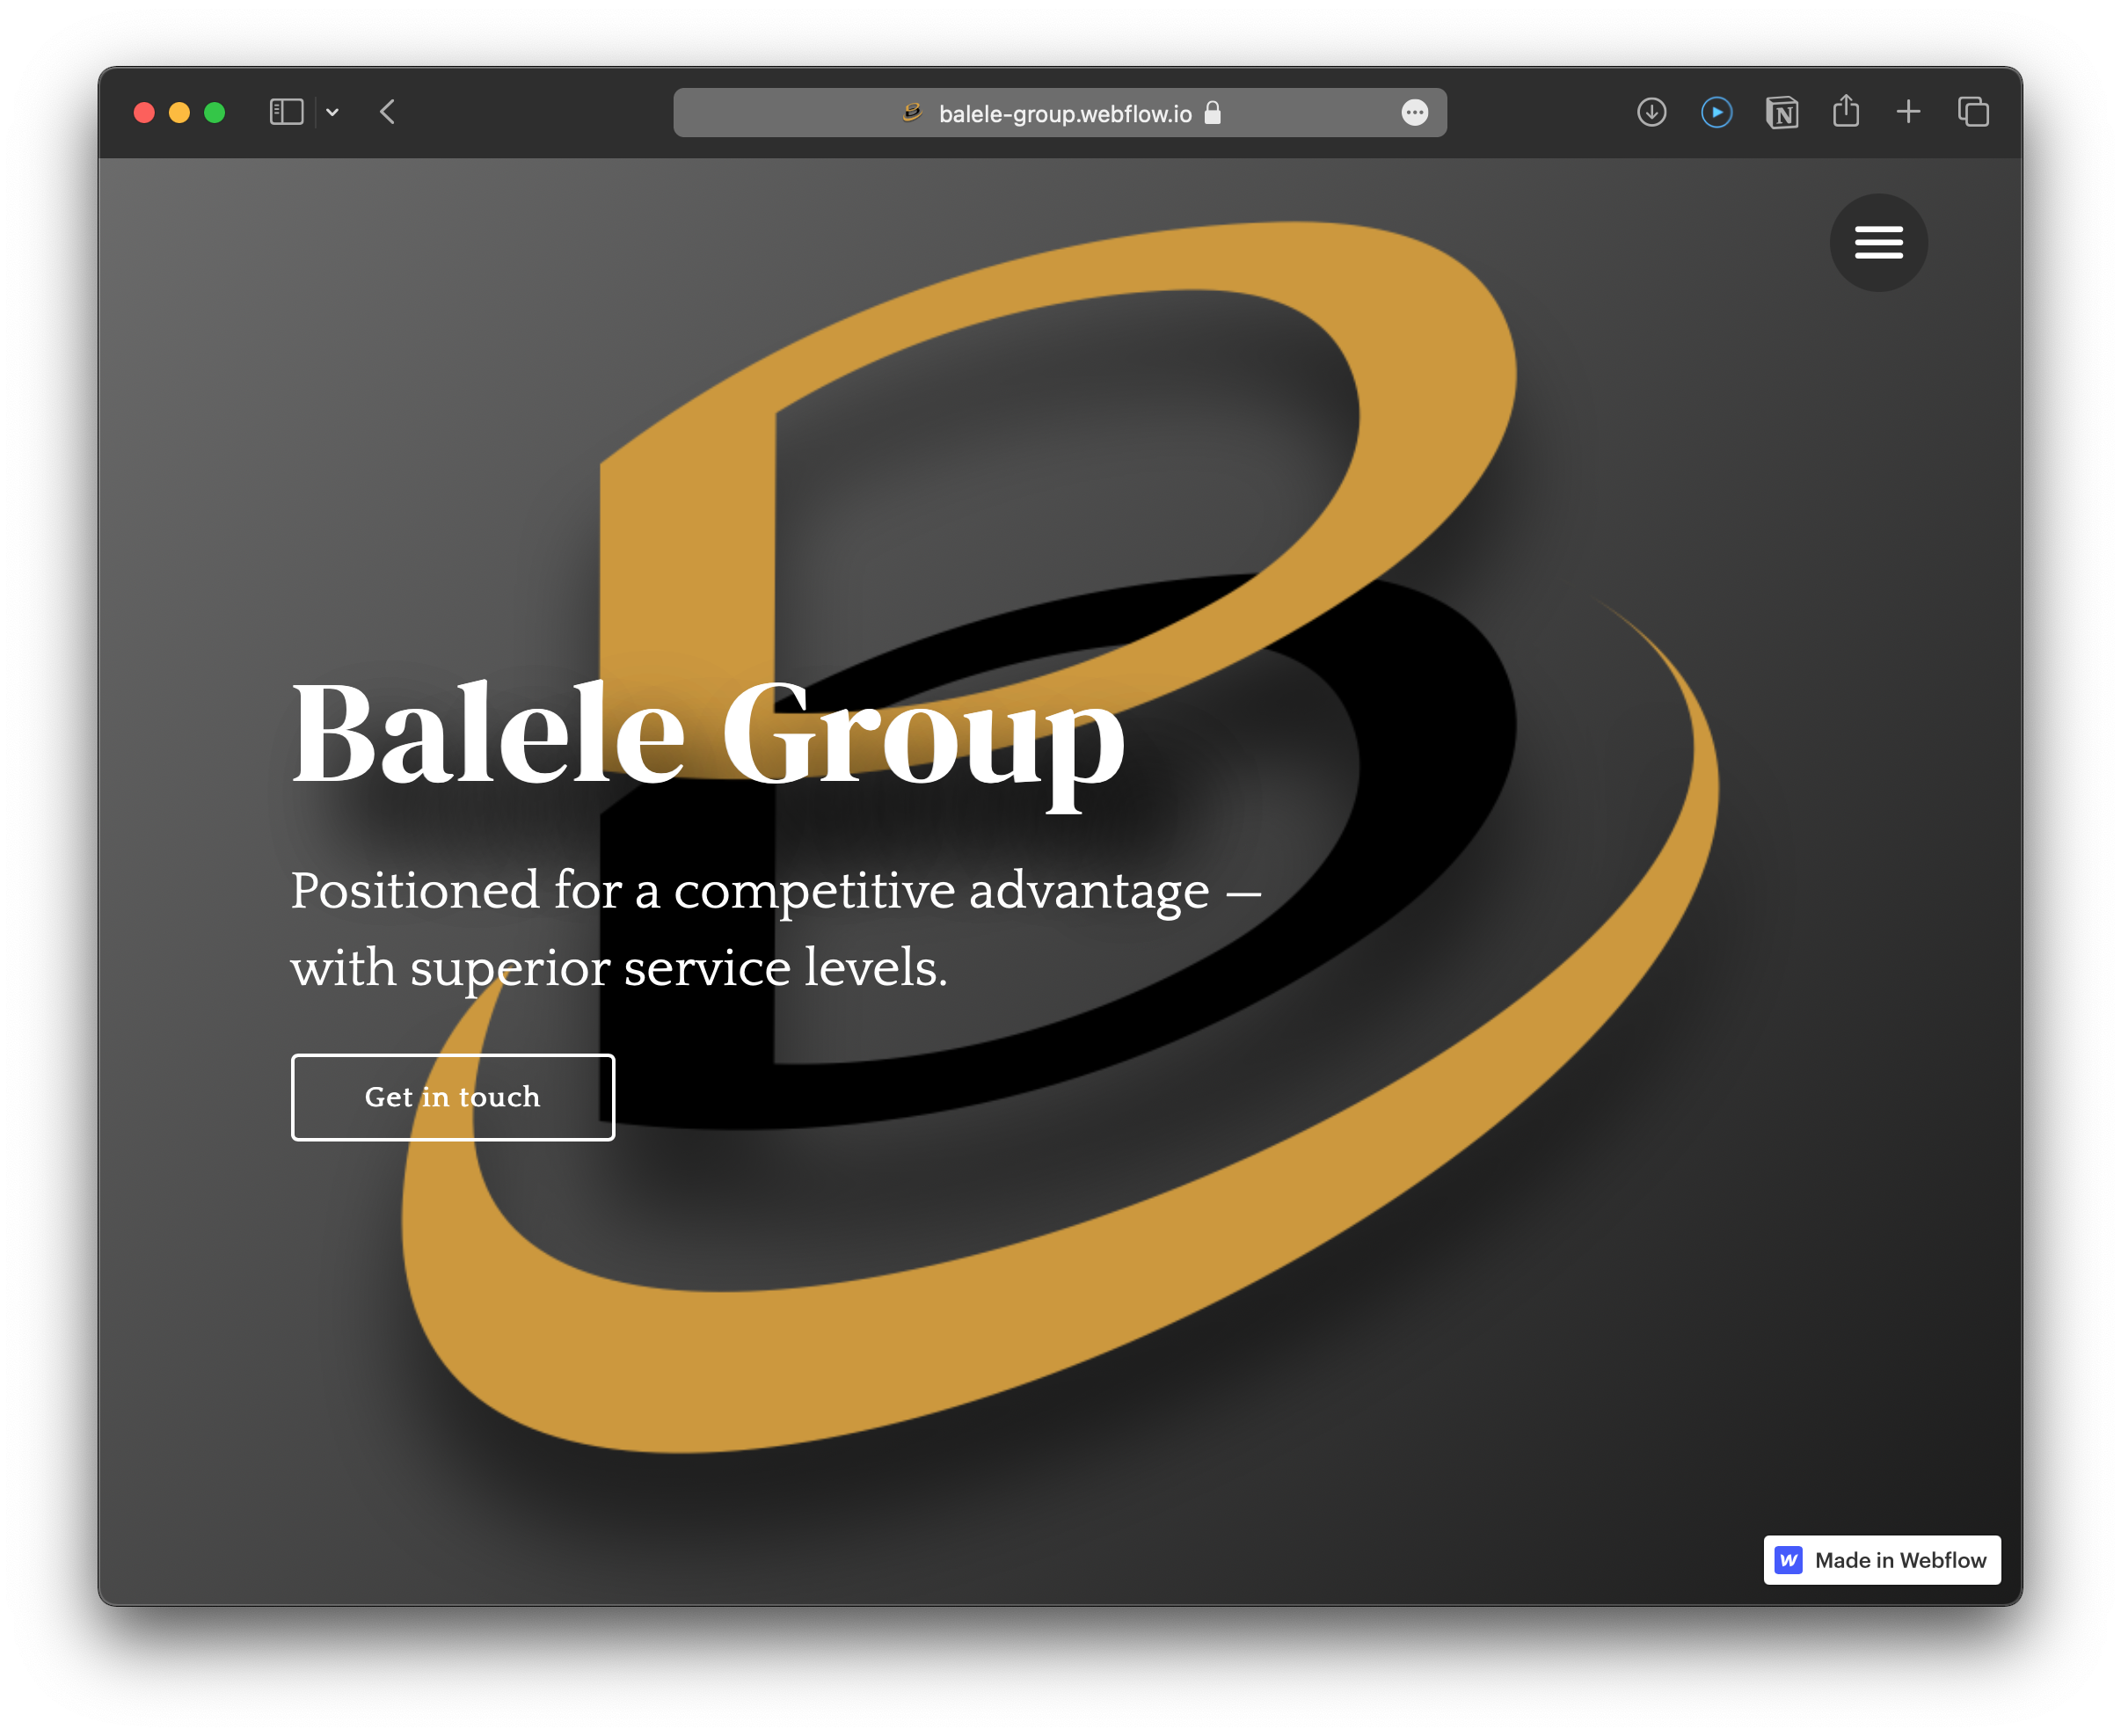 balele-group.webflow.io
Balele Group
Positioned for a competitive advantage —
with superior service levels.
Get in touch
Made in Webflow